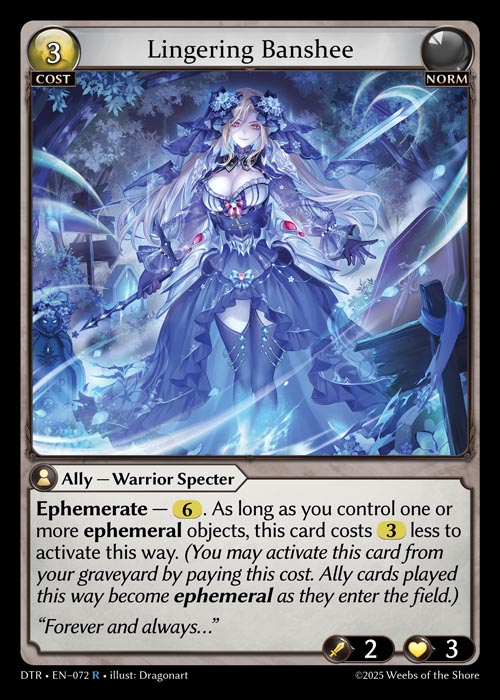 3
Lingering Banshee
COST
NORM
Ally — Warrior Specter
Ephemerate — 6. As long as you control one or
more ephemeral objects, this card costs 3 less to
activate this way. (You may activate this card from
your graveyard by paying this cost. Ally cards played
this way become ephemeral as they enter the field.)
“Forever and always...”
2
3
DTR • EN–072 R • illust: Dragonart
©2025 Weebs of the Shore